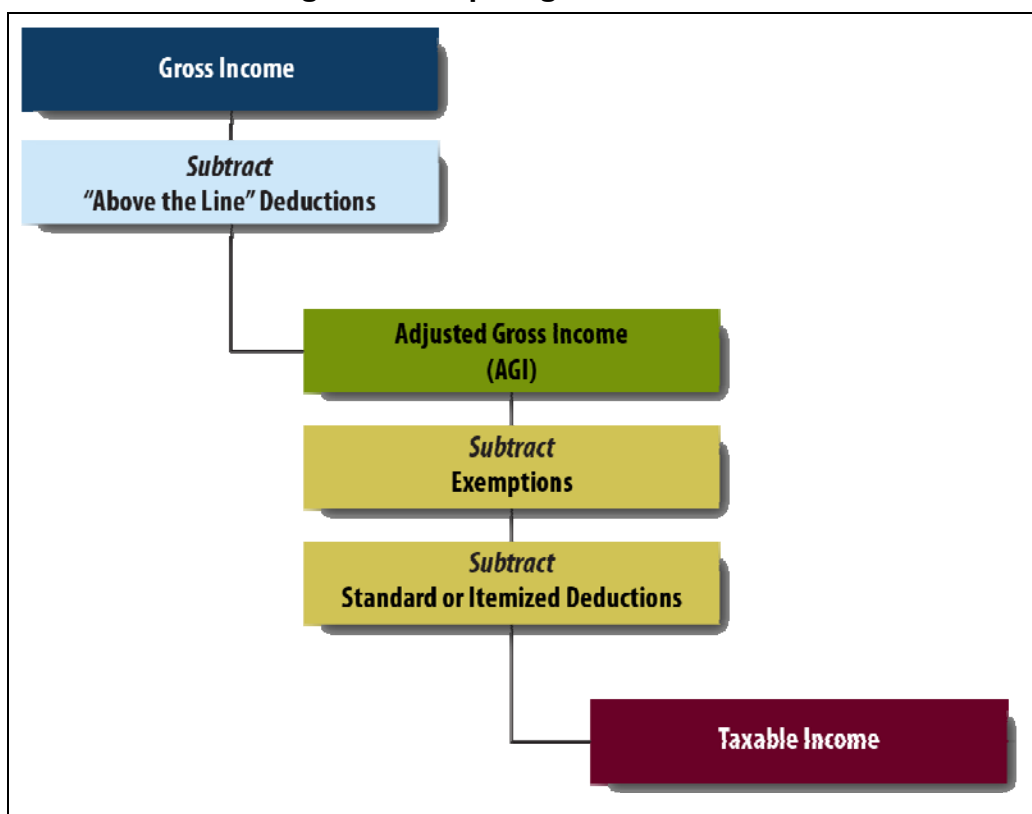 Gross Income
Subtract
“Above the Line” Deductions
Adjusted Gross Income
(AGI)
Subtract
Exemptions
Subtract
Standard or Itemized Deductions
Taxable Income